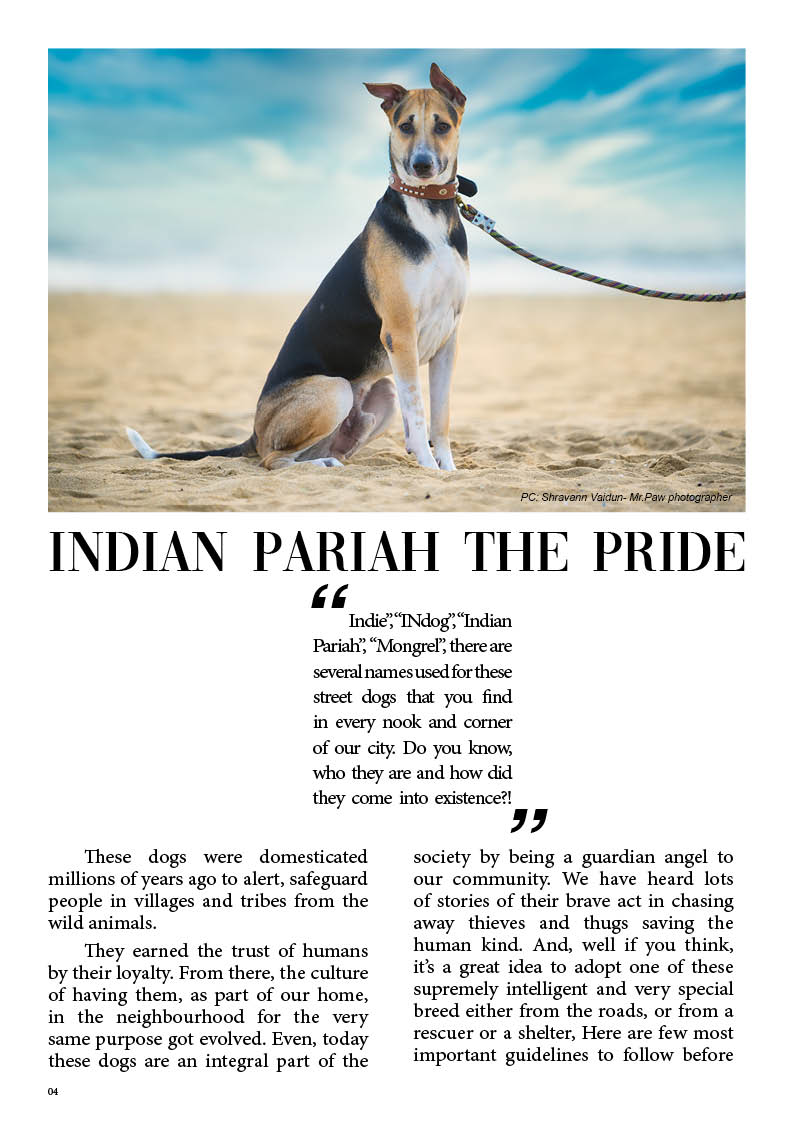 PC: Shravann Vaidun- Mr.Paw photographer
INDIAN PARIAH THE PRIDE
“
Indie”, “INdog”, “Indian
Pariah”, “Mongrel”, there are
several names used for these
street dogs that you find
in every nook and corner
of our city. Do you know,
who they are and how did
they come into existence?!
”
These dogs were domesticated
millions of years ago to alert, safeguard
people in villages and tribes from the
wild animals.
They earned the trust of humans
by their loyalty. From there, the culture
of having them, as part of our home,
in the neighbourhood for the very
same purpose got evolved. Even, today
these dogs are an integral part of the
society by being a guardian angel to
our community. We have heard lots
of stories of their brave act in chasing
away thieves and thugs saving the
human kind. And, well if you think,
it’s a great idea to adopt one of these
supremely intelligent and very special
breed either from the roads, or from a
rescuer or a shelter, Here are few most
important guidelines to follow before
04